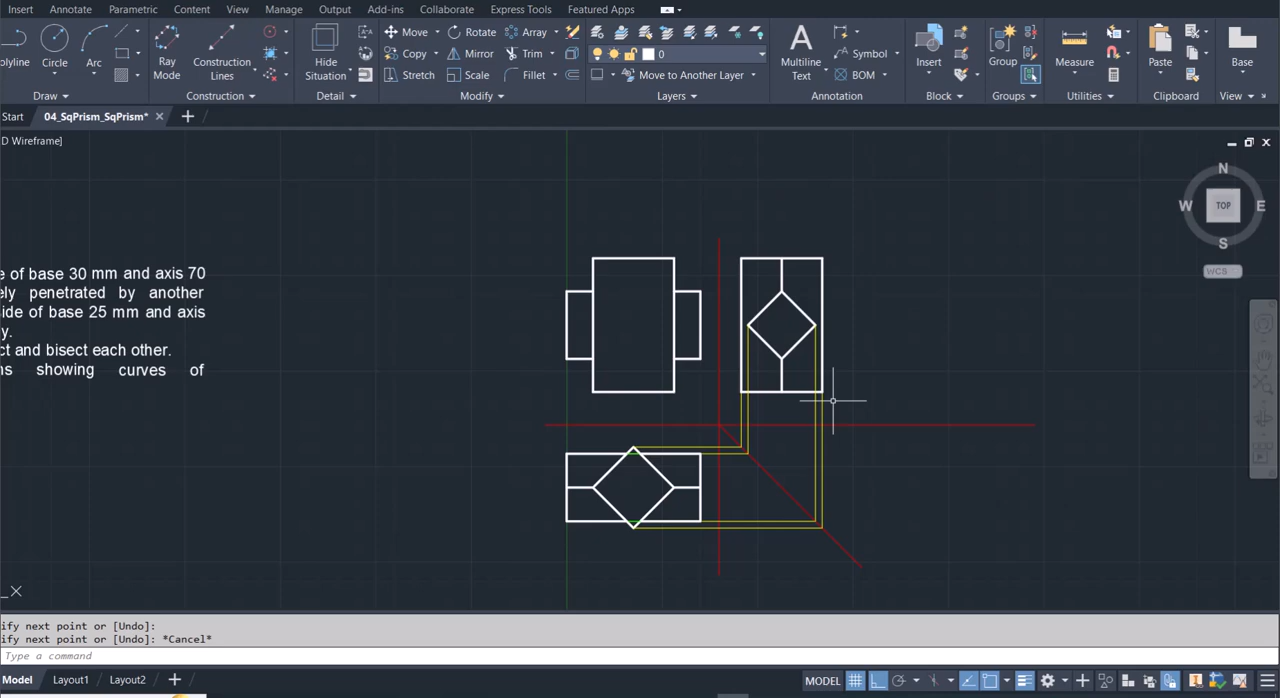 Insert Annotate Parametric Content View Manage Output Add-ins Collaborate Express Tools Featured Apps
olyline Circle Arc Ray Mode Construction Lines Hide Situation Move Rotate Array 0 Multiline Text Symbol Insert Group Measure Paste Base
Copy Mirror Trim
Stretch Scale Fillet Move to Another Layer BOM
Draw Construction Detail Modify Layers Annotation Block Groups Utilities Clipboard View
Start 04_SqPrism_SqPrism*
D Wireframe]
N
W TOP E
S
WCS
e of base 30 mm and axis 70
ely penetrated by another
side of base 25 mm and axis
y.
ct and bisect each other.
ns showing curves of
X
ify next point or [Undo]:
ify next point or [Undo]: *Cancel*
Type a command
Model Layout1 Layout2 MODEL